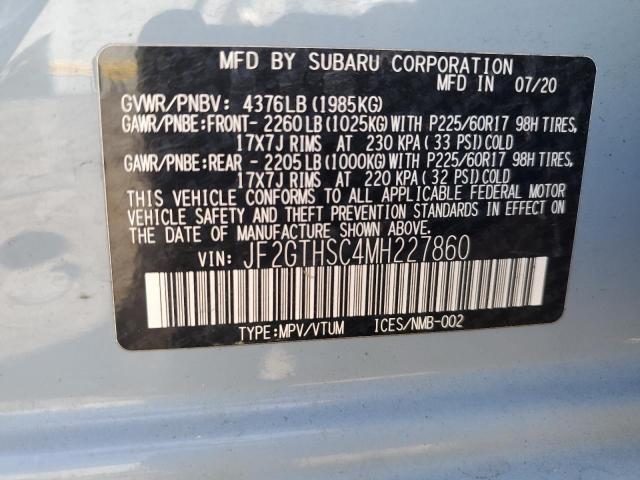 MFD BY SUBARU CORPORATION
MFD IN 07/20
GVWR/PNBV: 4376LB(1985KG)
GAWR/PNBE:FRONT- 2260LB(1025KG)WITH P225/60R17 98H TIRES,
17X7J RIMS AT 230 KPA(33 PSI)COLD
GAWR/PNBE:REAR - 2205LB(1000KG)WITH P225/60R17 98H TIRES,
17X7J RIMS AT 220 KPA(32 PSI)COLD
THIS VEHICLE CONFORMS TO ALL APPLICABLE FEDERAL MOTOR
VEHICLE SAFETY AND THEFT PREVENTION STANDARDS IN EFFECT ON
THE DATE OF MANUFACTURE SHOWN ABOVE.
VIN: JF2GTHSC4MH227860
TYPE:MPV/VTUM ICES/NMB-002